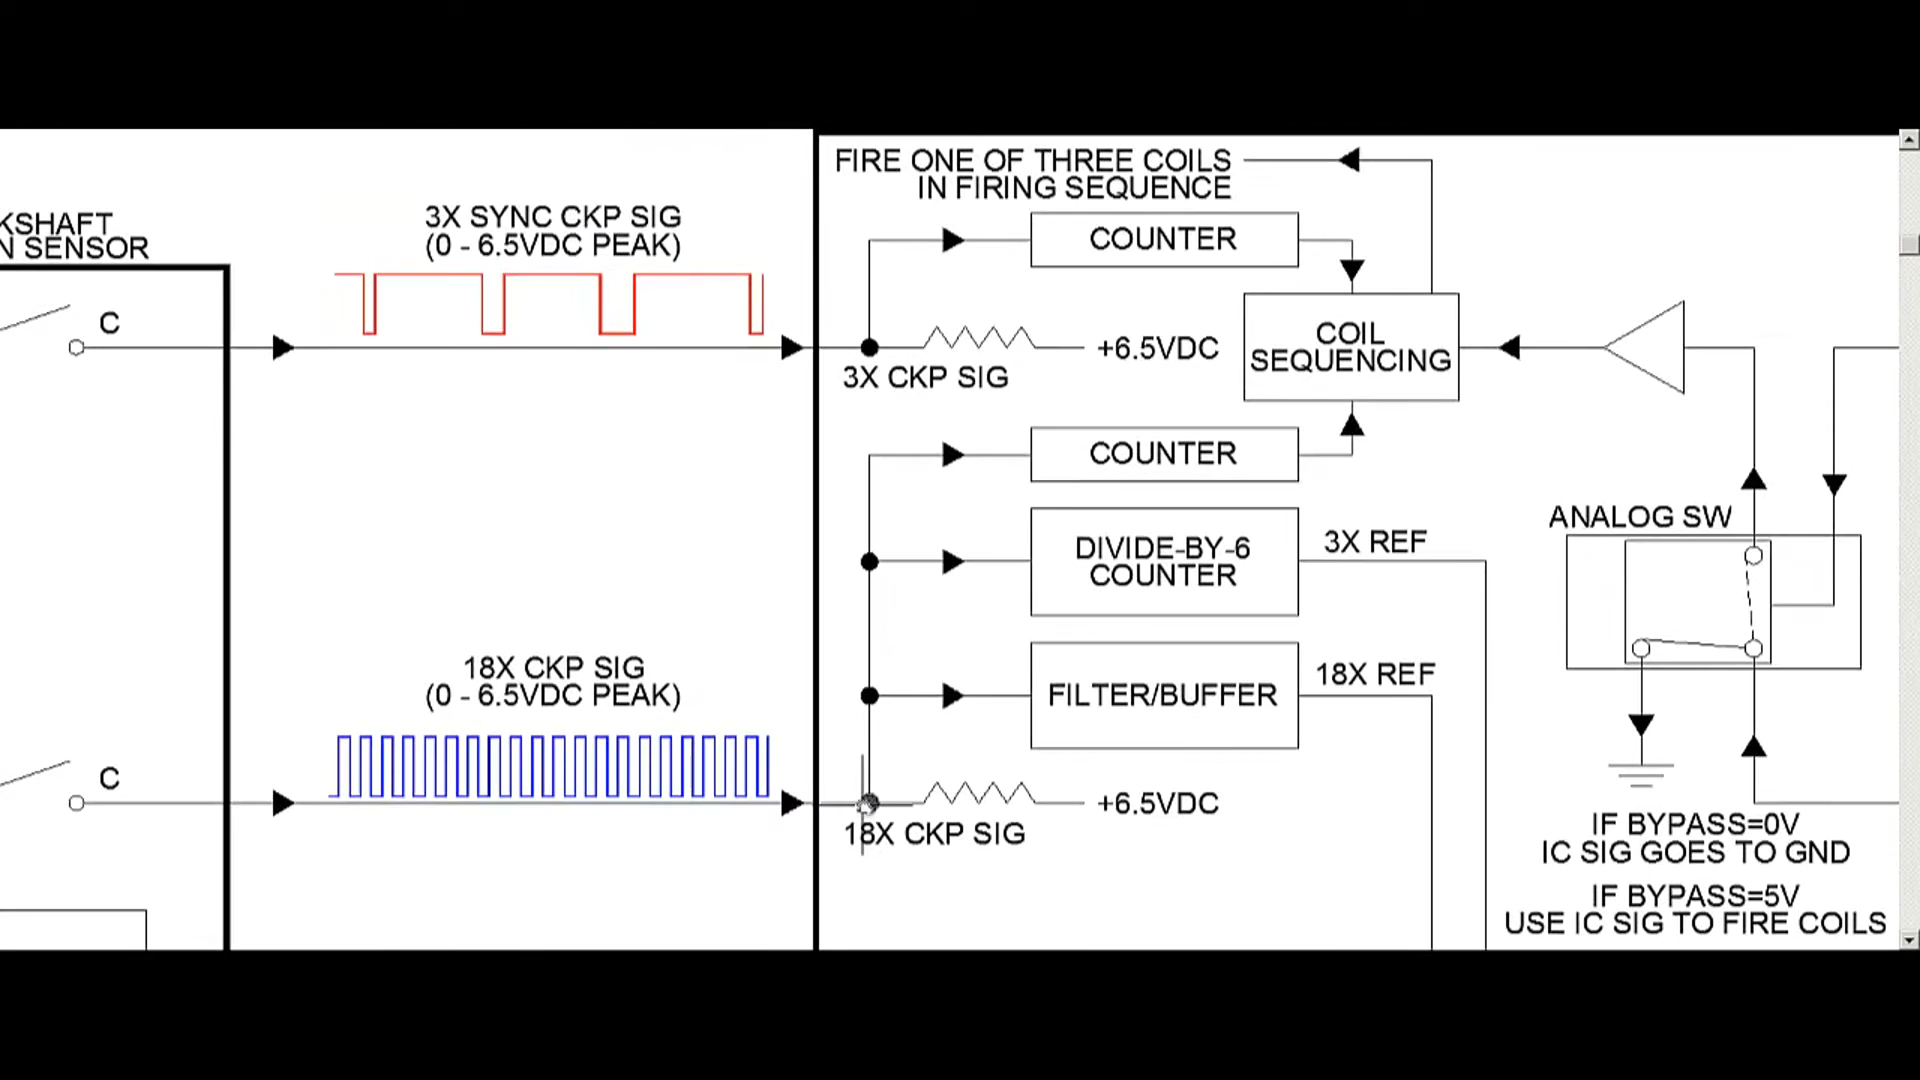 KSHAFT
N SENSOR
C
3X SYNC CKP SIG
(0 - 6.5VDC PEAK)
FIRE ONE OF THREE COILS
IN FIRING SEQUENCE
COUNTER
+6.5VDC
3X CKP SIG
COIL
SEQUENCING
COUNTER
DIVIDE-BY-6
COUNTER
3X REF
ANALOG SW
FILTER/BUFFER
18X REF
18X CKP SIG
(0 - 6.5VDC PEAK)
C
+6.5VDC
18X CKP SIG
IF BYPASS=0V
IC SIG GOES TO GND
IF BYPASS=5V
USE IC SIG TO FIRE COILS